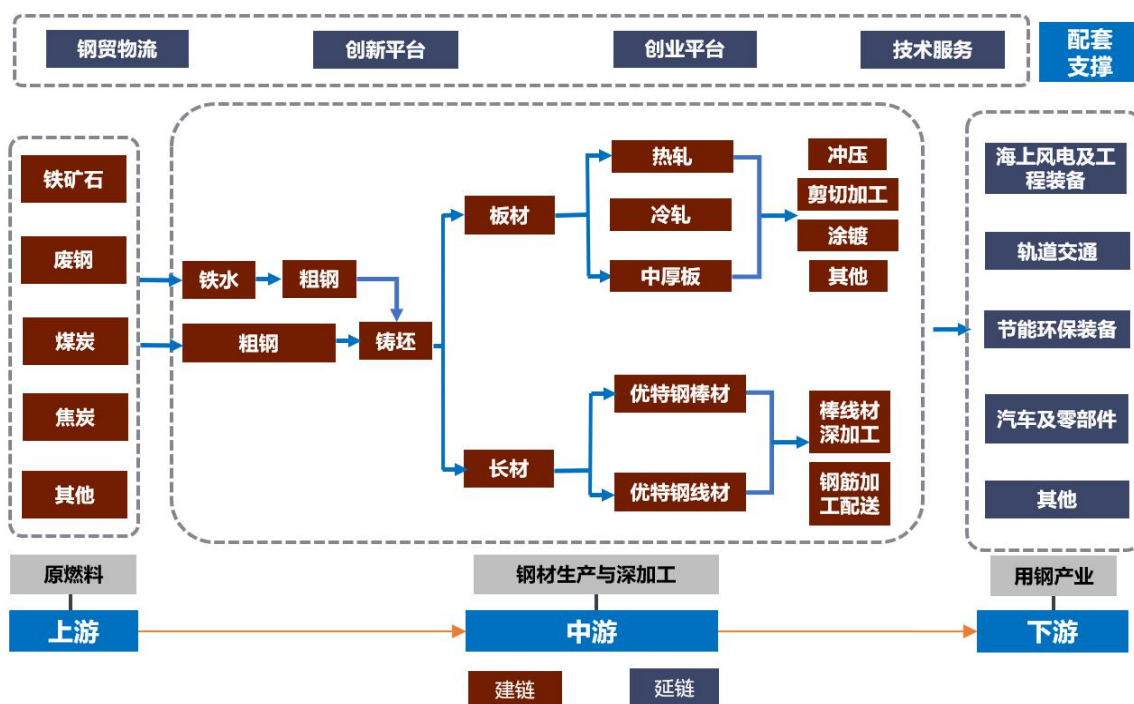 钢贸物流
创新平台
创业平台
技术服务
配套
支撑
铁矿石
废钢
煤炭
焦炭
其他
铁水
粗钢
粗钢
铸坯
板材
长材
热轧
冷轧
中厚板
优特钢棒材
优特钢线材
冲压
剪切加工
涂镀
其他
棒线材
深加工
钢筋加
工配送
海上风电及工
程装备
轨道交通
节能环保装备
汽车及零部件
其他
原燃料
钢材生产与深加工
用钢产业
上游
中游
下游
建链
延链